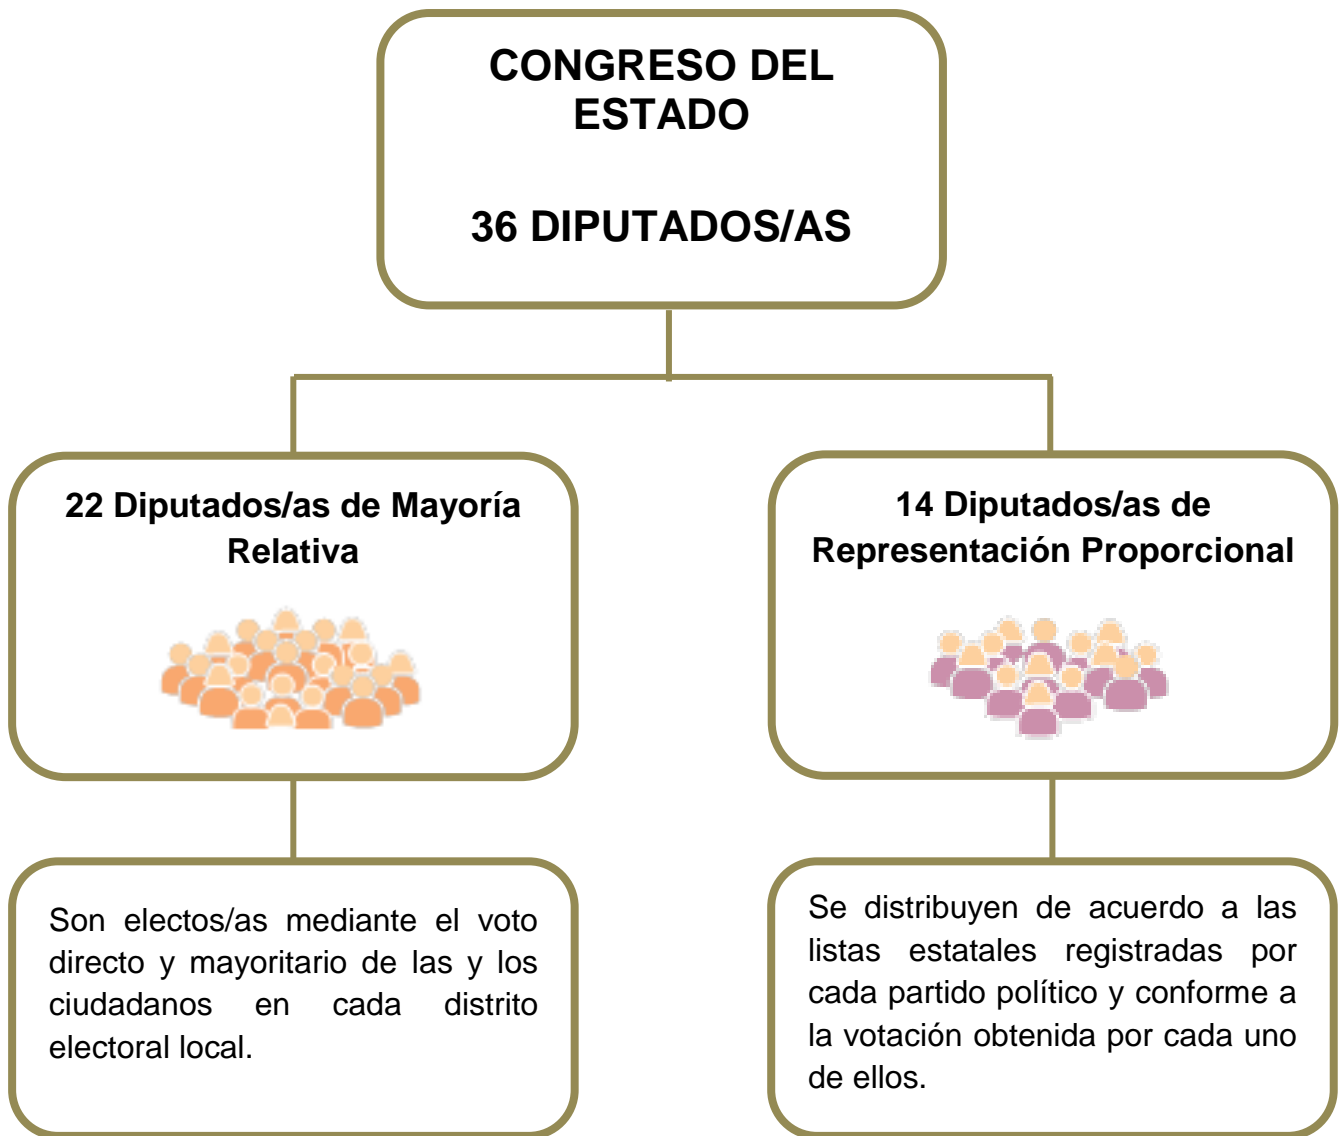 CONGRESO DEL
ESTADO
36 DIPUTADOS/AS
22 Diputados/as de Mayoría
Relativa
14 Diputados/as de
Representación Proporcional
Son electos/as mediante el voto
directo y mayoritario de las y los
ciudadanos en cada distrito
electoral local.
Se distribuyen de acuerdo a las
listas estatales registradas por
cada partido político y conforme a
la votación obtenida por cada uno
de ellos.